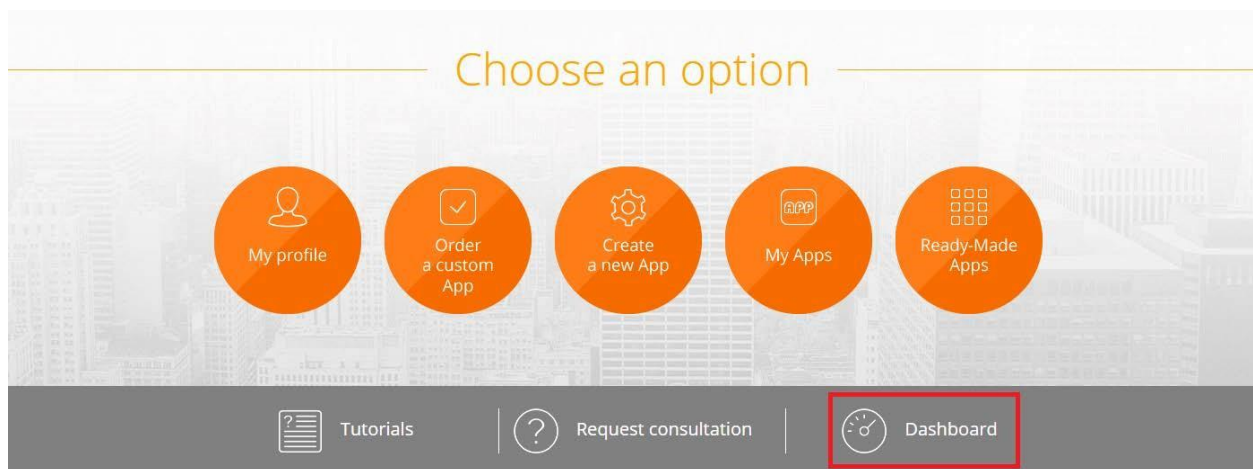 Choose an option
My profile
Order
a custom
App
Create
a new App
APP
My Apps
Ready-Made
Apps
?
Tutorials
?
Request consultation
Dashboard